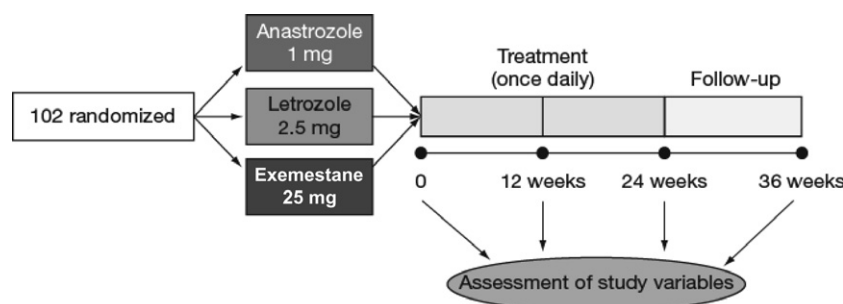 Anastrozole
1 mg
102 randomized
Letrozole
2.5 mg
Exemestane
25 mg
Treatment
(once daily)
Follow-up
0
12 weeks
24 weeks
36 weeks
Assessment of study variables